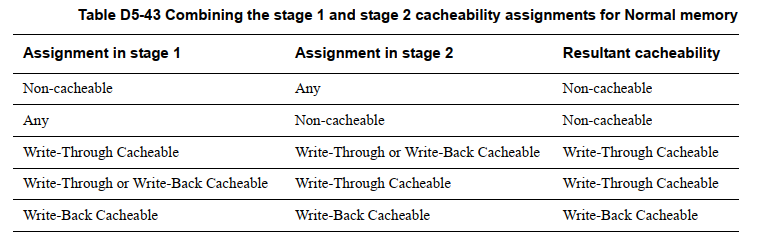 Table D5-43 Combining the stage 1 and stage 2 cacheability assignments for Normal memory
Assignment in stage 1 Assignment in stage 2 Resultant cacheability
Non-cacheable Any Non-cacheable
Any Non-cacheable Non-cacheable
Write-Through Cacheable Write-Through or Write-Back Cacheable Write-Through Cacheable
Write-Through or Write-Back Cacheable Write-Through Cacheable Write-Through Cacheable
Write-Back Cacheable Write-Back Cacheable Write-Back Cacheable